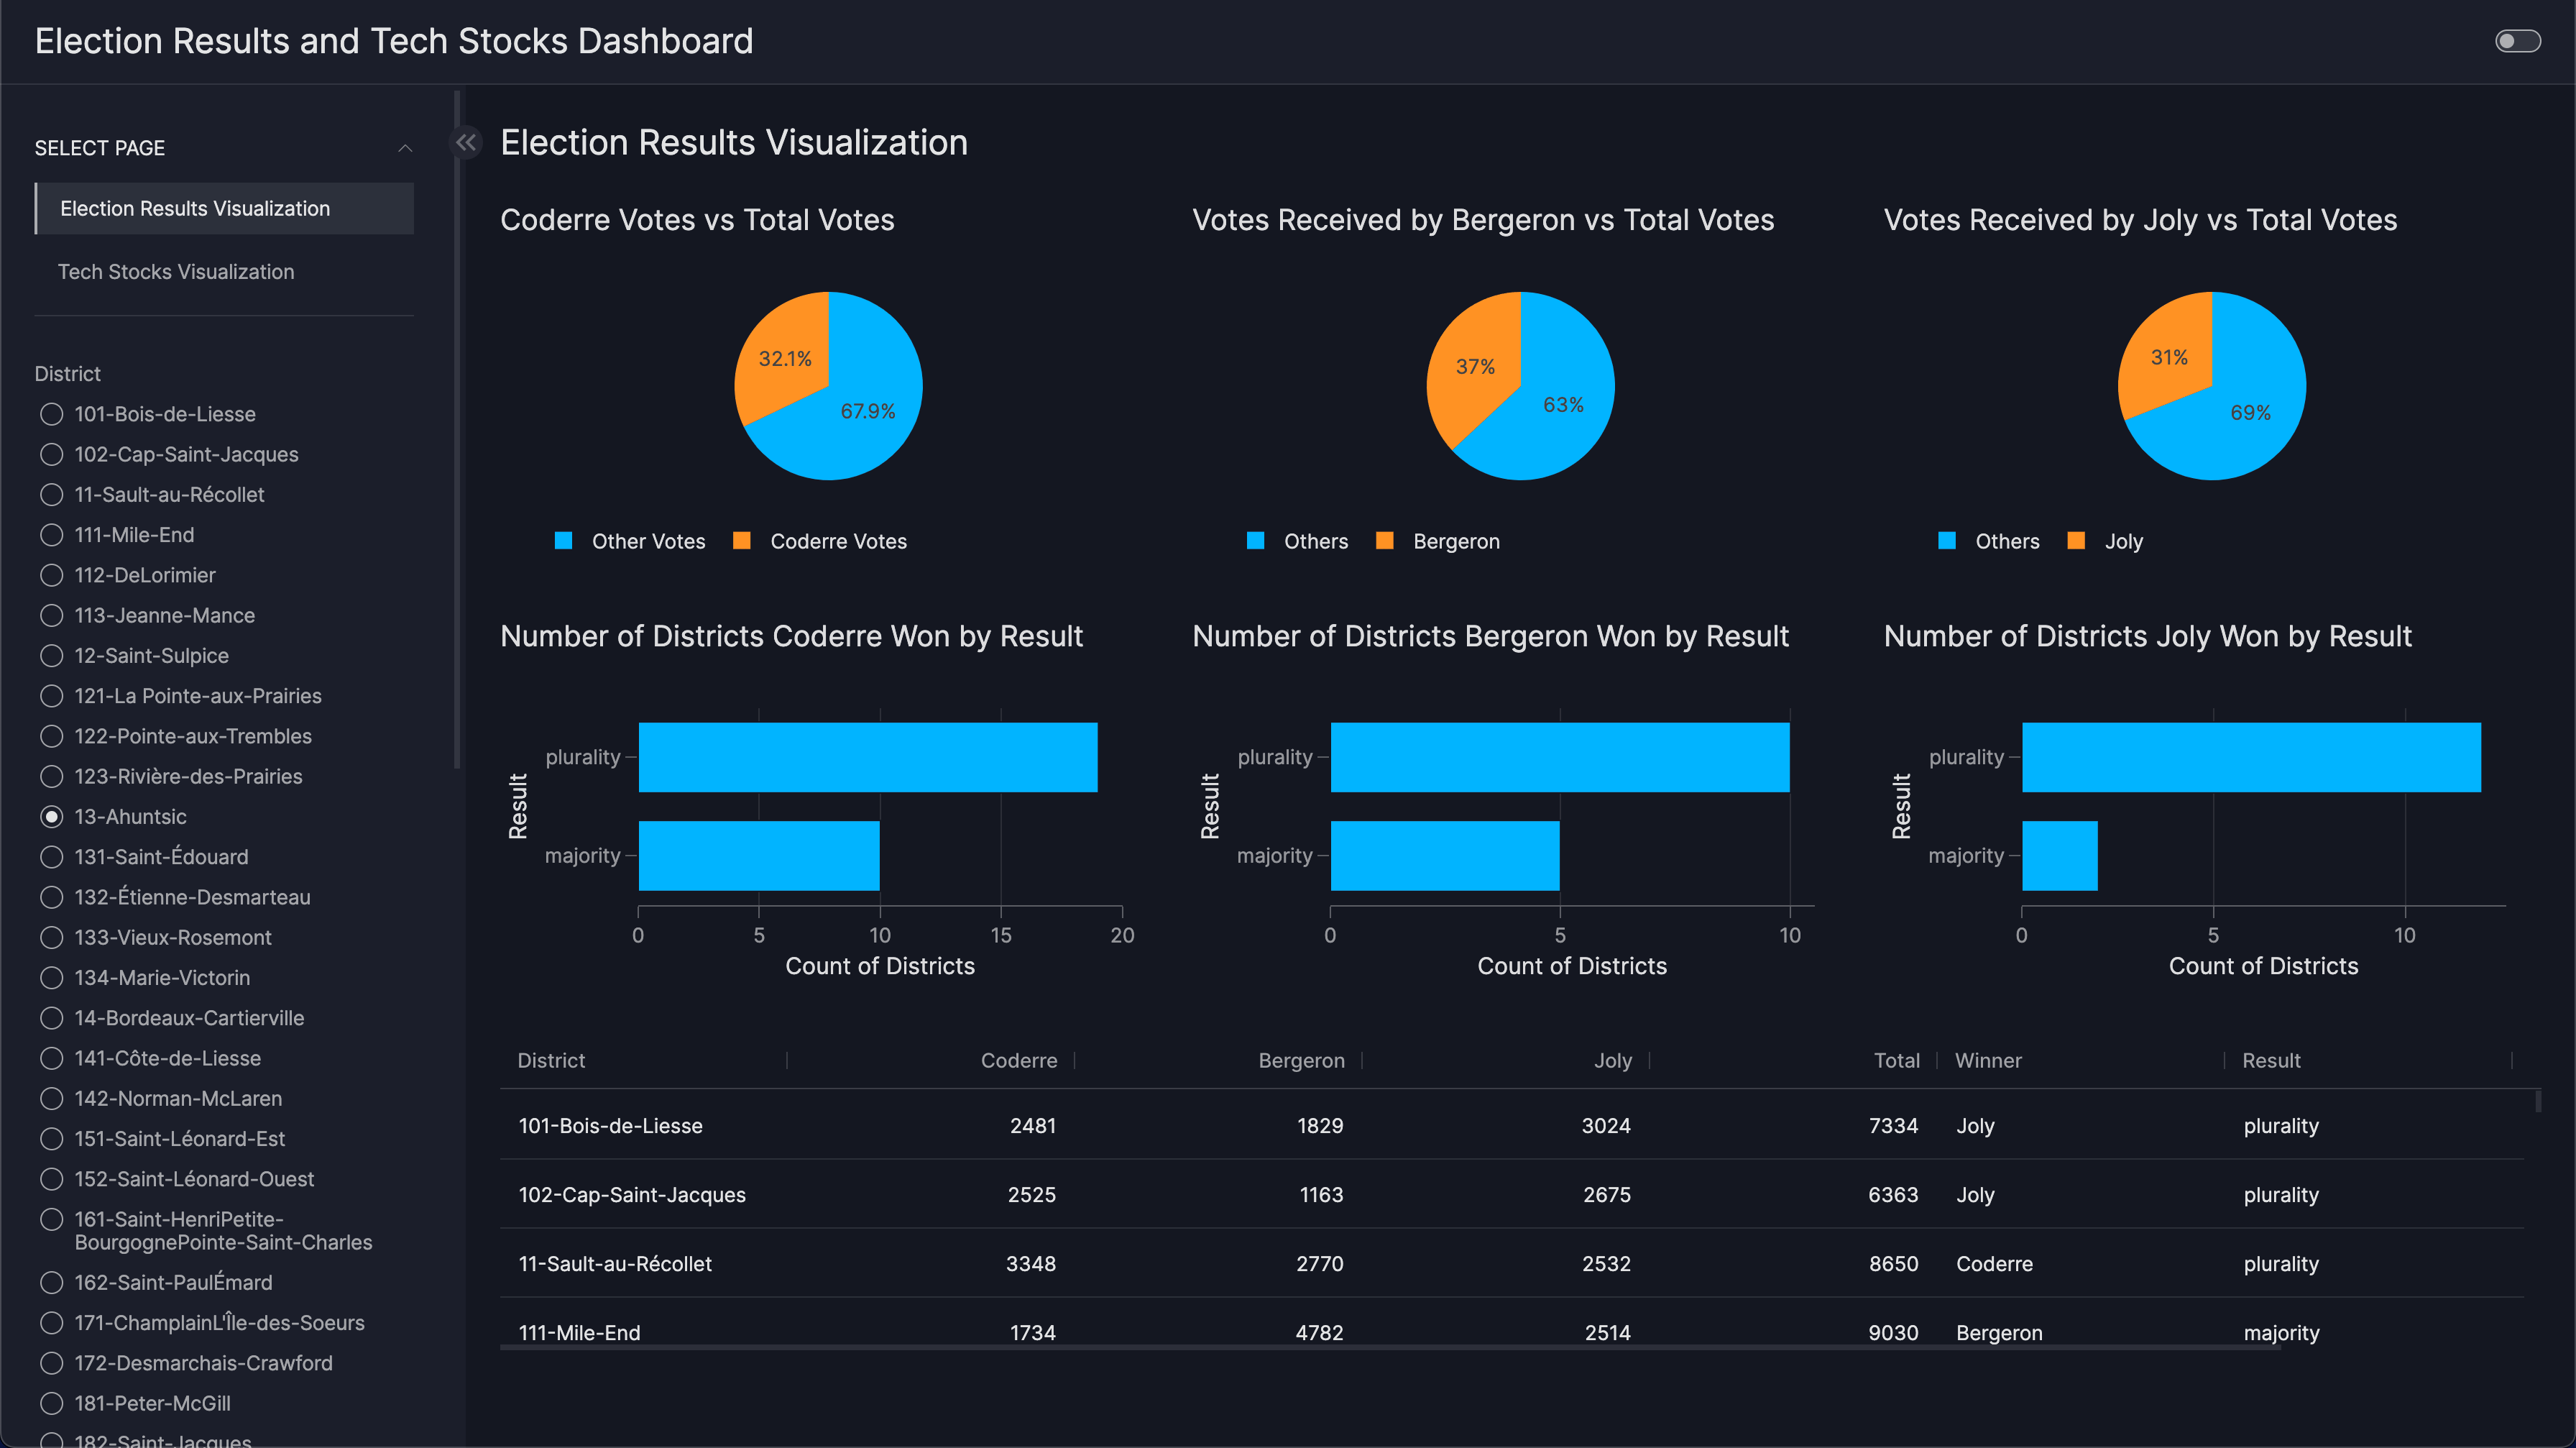 Election Results and Tech Stocks Dashboard
SELECT PAGE
Election Results Visualization
Tech Stocks Visualization
District
101-Bois-de-Liesse
102-Cap-Saint-Jacques
11-Sault-au-Récollet
111-Mile-End
112-DeLorimier
113-Jeanne-Mance
12-Saint-Sulpice
121-La Pointe-aux-Prairies
122-Pointe-aux-Trembles
123-Rivière-des-Prairies
13-Ahuntsic
131-Saint-Édouard
132-Étienne-Desmarteau
133-Vieux-Rosemont
134-Marie-Victorin
14-Bordeaux-Cartierville
141-Côte-de-Liesse
142-Norman-McLaren
151-Saint-Léonard-Est
152-Saint-Léonard-Ouest
161-Saint-HenriPetite-
BourgognePointe-Saint-Charles
162-Saint-PaulÉmard
171-ChamplainL'Île-des-Soeurs
172-Desmarchais-Crawford
181-Peter-McGill
182-Saint-Jacques
Election Results Visualization
Coderre Votes vs Total Votes
32.1%
67.9%
Other Votes Coderre Votes
Votes Received by Bergeron vs Total Votes
37%
63%
Others Bergeron
Votes Received by Joly vs Total Votes
31%
69%
Others Joly
Number of Districts Coderre Won by Result
Result
plurality
majority
0 5 10 15 20
Count of Districts
Number of Districts Bergeron Won by Result
Result
plurality
majority
0 5 10
Count of Districts
Number of Districts Joly Won by Result
Result
plurality
majority
0 5 10
Count of Districts
District Coderre Bergeron Joly Total Winner Result
101-Bois-de-Liesse 2481 1829 3024 7334 Joly plurality
102-Cap-Saint-Jacques 2525 1163 2675 6363 Joly plurality
11-Sault-au-Récollet 3348 2770 2532 8650 Coderre plurality
111-Mile-End 1734 4782 2514 9030 Bergeron majority